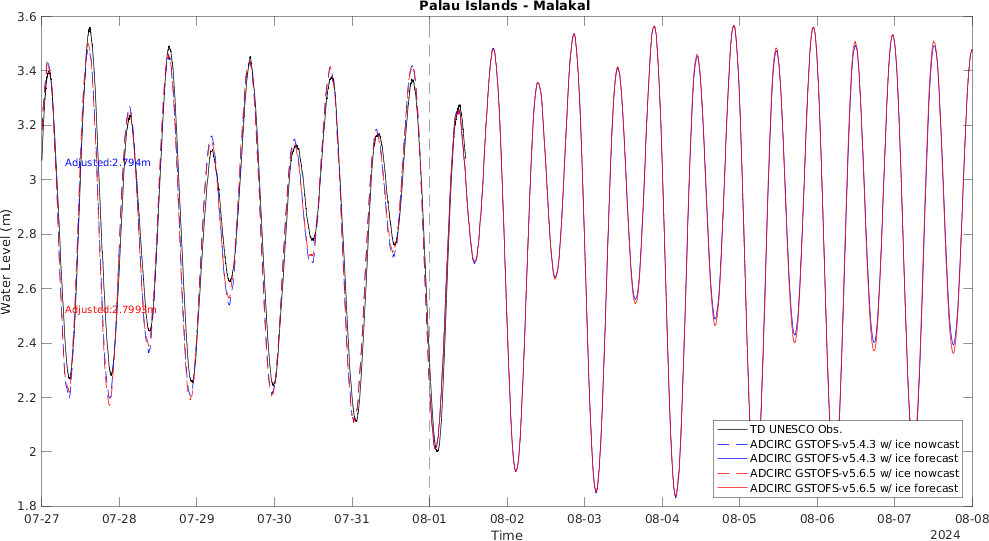 Palau Islands - Malakal
Water Level (m)
3.6
3.4
3.2
3
2.8
2.6
2.4
2.2
2
1.8
Adjusted:2.794m
Adjusted:2.7993m
TD UNESCO Obs.
ADCIRC GSTOFS-v5.4.3 w/ ice nowcast
ADCIRC GSTOFS-v5.4.3 w/ ice forecast
ADCIRC GSTOFS-v5.6.5 w/ ice nowcast
ADCIRC GSTOFS-v5.6.5 w/ ice forecast
07-27 07-28 07-29 07-30 07-31 08-01 08-02 08-03 08-04 08-05 08-06 08-07 08-08
Time
2024